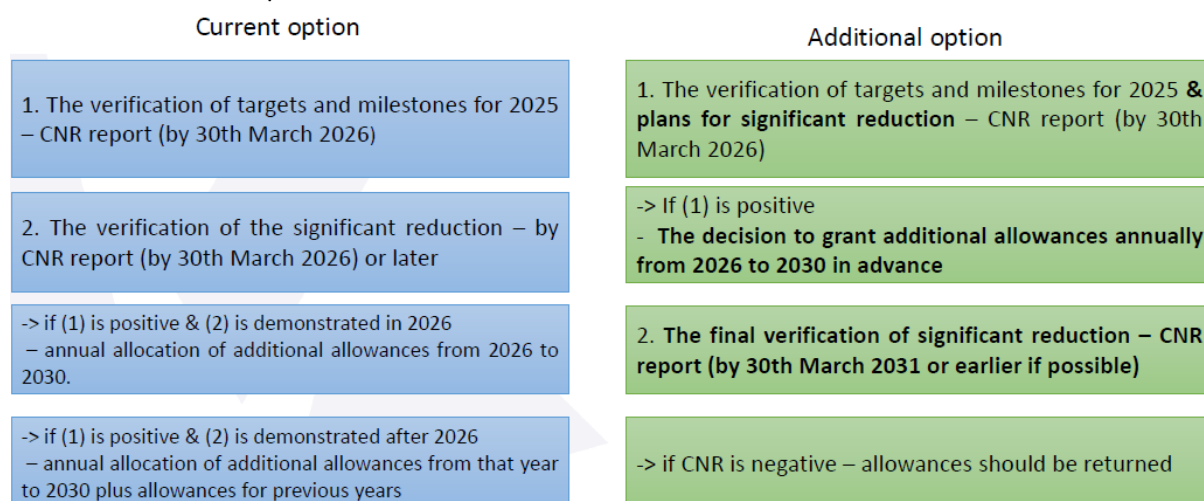 Current option
1. The verification of targets and milestones for 2025
– CNR report (by 30th March 2026)
2. The verification of the significant reduction – by
CNR report (by 30th March 2026) or later
-> if (1) is positive & (2) is demonstrated in 2026
– annual allocation of additional allowances from 2026 to
2030.
-> if (1) is positive & (2) is demonstrated after 2026
– annual allocation of additional allowances from that year
to 2030 plus allowances for previous years
Additional option
1. The verification of targets and milestones for 2025 &
plans for significant reduction – CNR report (by 30th
March 2026)
-> If (1) is positive
- The decision to grant additional allowances annually
from 2026 to 2030 in advance
2. The final verification of significant reduction – CNR
report (by 30th March 2031 or earlier if possible)
-> if CNR is negative – allowances should be returned